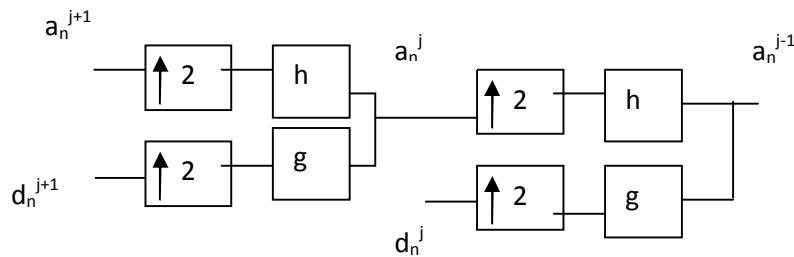 a_n^{j+1}
↑ 2
h
a_n^j
↑ 2
h
a_n^{j-1}
d_n^{j+1}
↑ 2
g
d_n^j
↑ 2
g